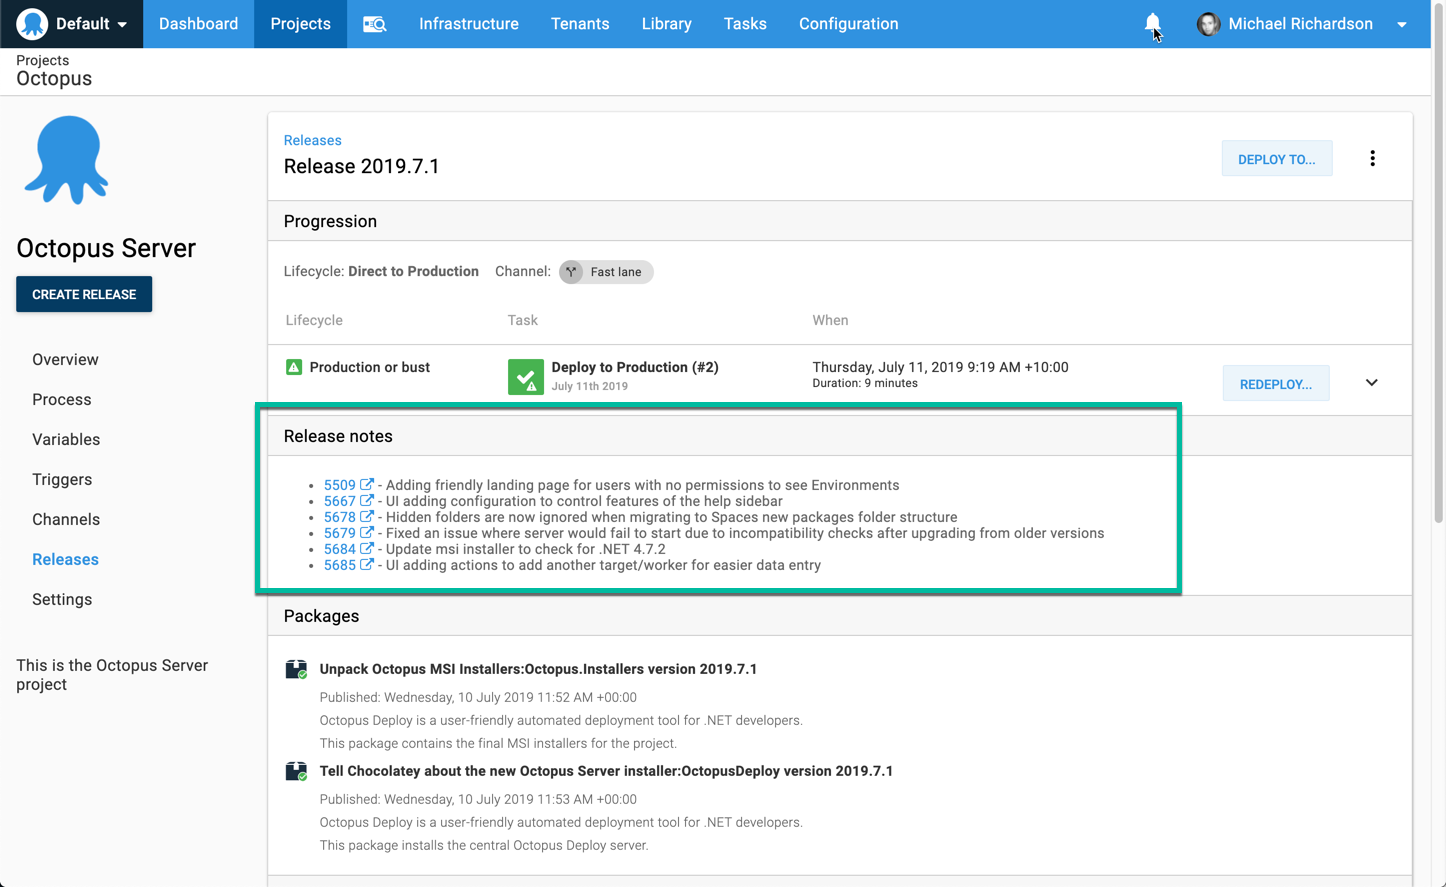 Default Dashboard Projects Infrastructure Tenants Library Tasks Configuration Michael Richardson
Projects
Octopus
Octopus Server
CREATE RELEASE
Overview
Process
Variables
Triggers
Channels
Releases
Settings
This is the Octopus Server
project
Releases
Release 2019.7.1
DEPLOY TO...
Progression
Lifecycle: Direct to Production Channel: Fast lane
Lifecycle Task When
Production or bust Deploy to Production (#2) Thursday, July 11, 2019 9:19 AM +10:00
July 11th 2019 Duration: 9 minutes
REDEPLOY...
Release notes
• 5509 - Adding friendly landing page for users with no permissions to see Environments
• 5667 - UI adding configuration to control features of the help sidebar
• 5678 - Hidden folders are now ignored when migrating to Spaces new packages folder structure
• 5679 - Fixed an issue where server would fail to start due to incompatibility checks after upgrading from older versions
• 5684 - Update msi installer to check for .NET 4.7.2
• 5685 - UI adding actions to add another target/worker for easier data entry
Packages
Unpack Octopus MSI Installers:Octopus.Installers version 2019.7.1
Published: Wednesday, 10 July 2019 11:52 AM +00:00
Octopus Deploy is a user-friendly automated deployment tool for .NET developers.
This package contains the final MSI installers for the project.
Tell Chocolatey about the new Octopus Server installer:OctopusDeploy version 2019.7.1
Published: Wednesday, 10 July 2019 11:53 AM +00:00
Octopus Deploy is a user-friendly automated deployment tool for .NET developers.
This package installs the central Octopus Deploy server.